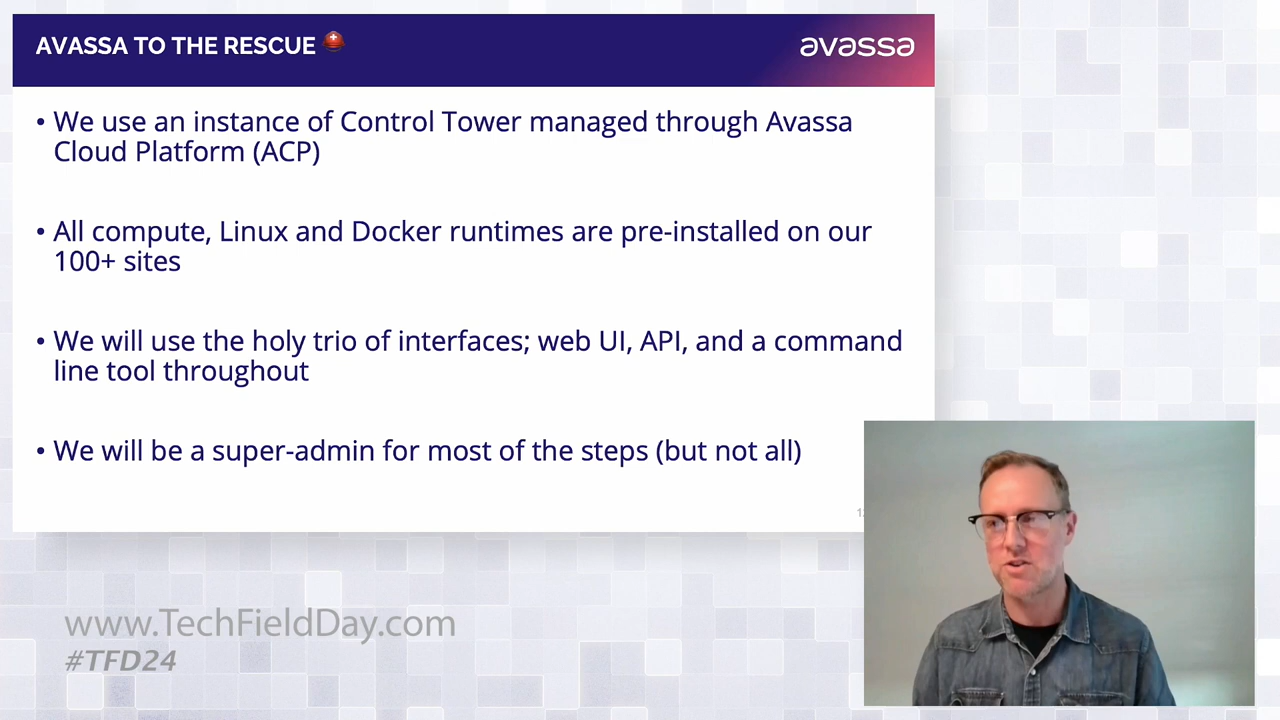 AVASSA TO THE RESCUE
avassa
• We use an instance of Control Tower managed through Avassa
Cloud Platform (ACP)
• All compute, Linux and Docker runtimes are pre-installed on our
100+ sites
• We will use the holy trio of interfaces; web UI, API, and a command
line tool throughout
• We will be a super-admin for most of the steps (but not all)
www.TechFieldDay.com
#TFD24